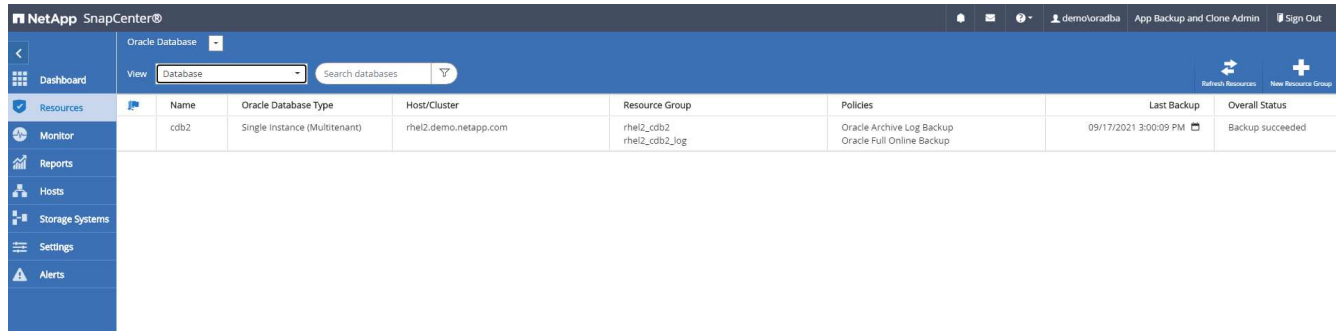 NetApp SnapCenter®
demo\oradba App Backup and Clone Admin Sign Out
Oracle Database
View Database Search databases
Refresh Resources New Resource Group
Dashboard
Resources
Monitor
Reports
Hosts
Storage Systems
Settings
Alerts
Name Oracle Database Type Host/Cluster Resource Group Policies Last Backup Overall Status
cdb2 Single Instance (Multitenant) rhel2.demo.netapp.com rhel2_cdb2 Oracle Archive Log Backup 09/17/2021 3:00:09 PM Backup succeeded
rhel2_cdb2_log Oracle Full Online Backup